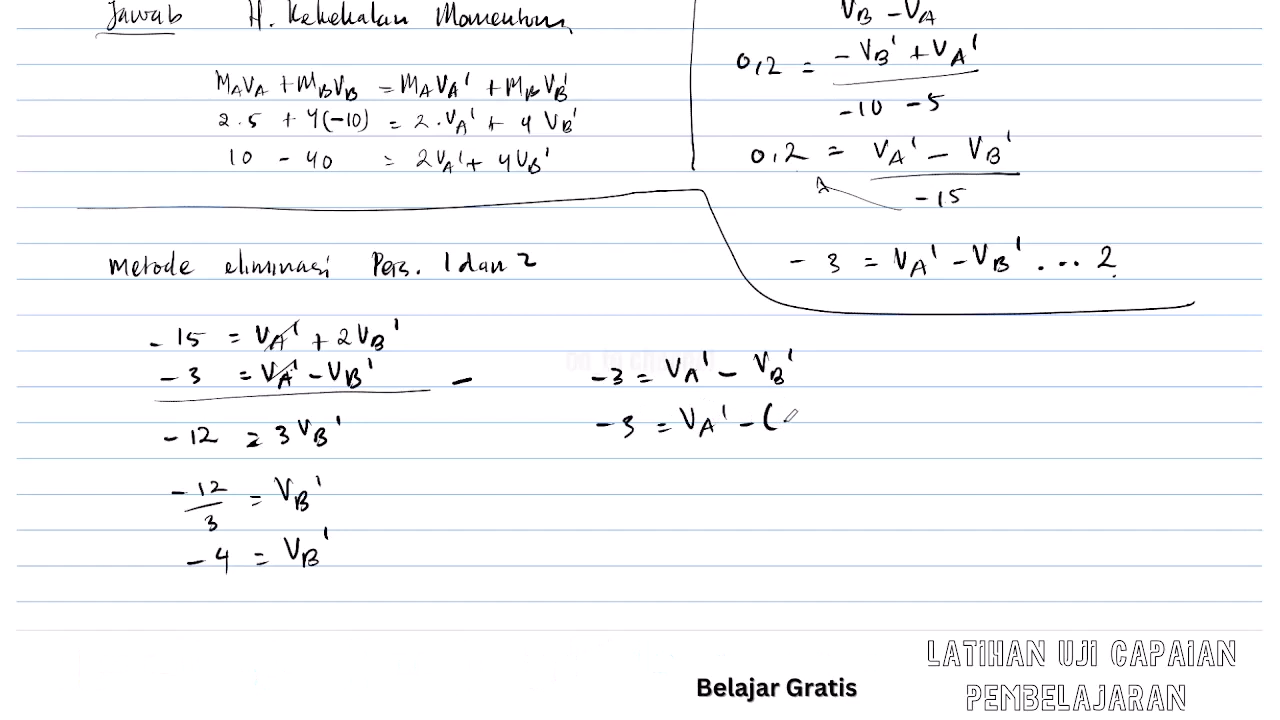 Jawab H. Kekekalan Momentum
MAVA + MBVB = MAVA' + MBVB'
2.5 + 4(-10) = 2.VA' + 4 VB'
10 - 40 = 2VA' + 4VB'
VB - VA
0,2 = -VB' + VA'
-10 - 5
0,2 = VA' - VB'
-15
- 3 = VA' - VB' ... 2
Metode eliminasi Pers. 1 dan 2
- 15 = VA' + 2VB'
- 3 = VA' - VB' -
- 12 = 3VB'
- 12 = VB'
3
- 4 = VB'
-3 = VA' - VB'
-3 = VA' - (
LATIHAN UJI CAPAIAN
PEMBELAJARAN
Belajar Gratis